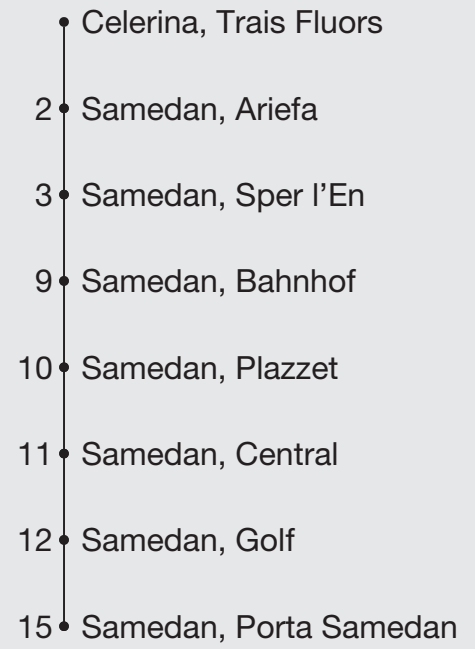 Celerina, Trais Fluors
2 Samedan, Ariefa
3 Samedan, Sper l’En
9 Samedan, Bahnhof
10 Samedan, Plazzet
11 Samedan, Central
12 Samedan, Golf
15 Samedan, Porta Samedan